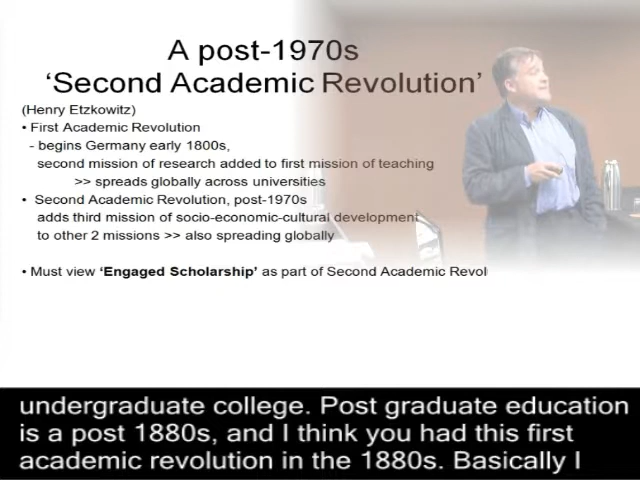 A post-1970s
‘Second Academic Revolution’
(Henry Etzkowitz)
• First Academic Revolution
- begins Germany early 1800s,
second mission of research added to first mission of teaching
>> spreads globally across universities
• Second Academic Revolution, post-1970s
adds third mission of socio-economic-cultural development
to other 2 missions >> also spreading globally
• Must view ‘Engaged Scholarship’ as part of Second Academic Revol
undergraduate college. Post graduate education
is a post 1880s, and I think you had this first
academic revolution in the 1880s. Basically I